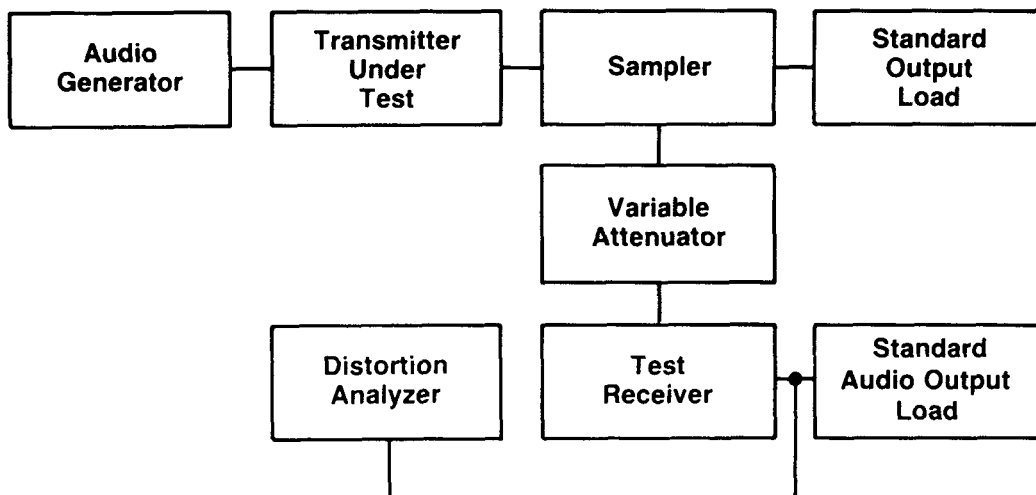 Audio
Generator
Transmitter
Under
Test
Sampler
Standard
Output
Load
Variable
Attenuator
Distortion
Analyzer
Test
Receiver
Standard
Audio Output
Load